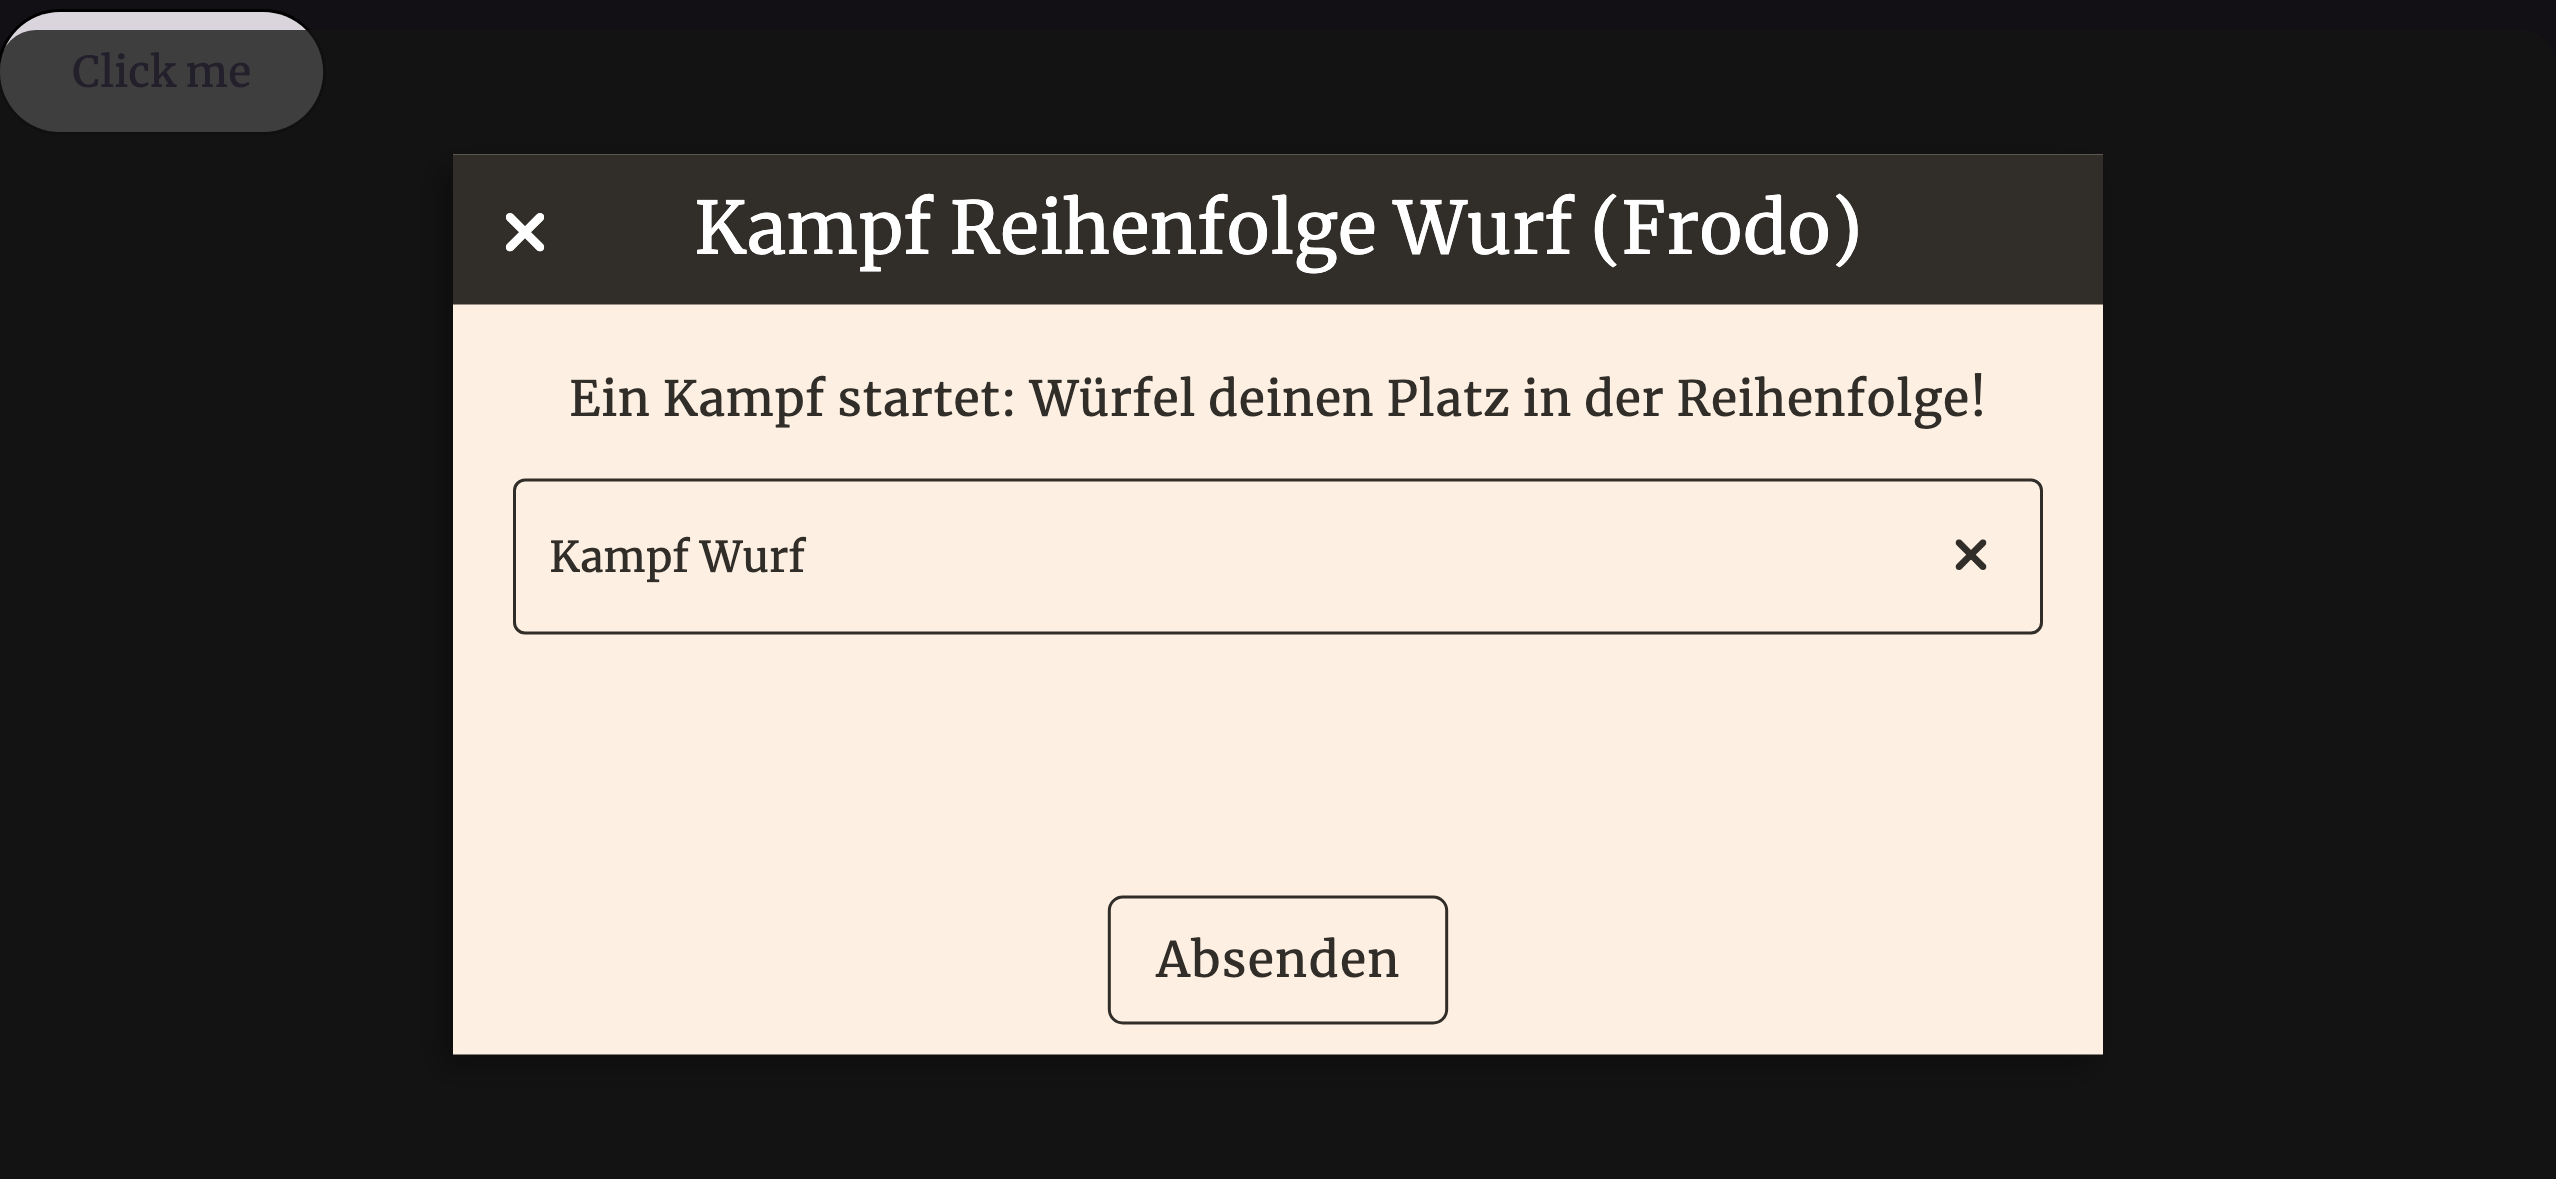 Click me
Kampf Reihenfolge Wurf (Frodo)
Ein Kampf startet: Würfel deinen Platz in der Reihenfolge!
Kampf Wurf
Absenden